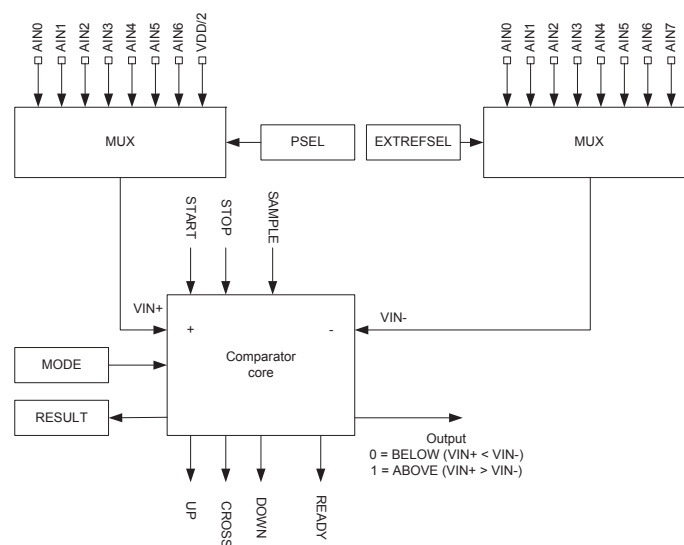 AIN0
AIN1
AIN2
AIN3
AIN4
AIN5
AIN6
VDD/2
AIN0
AIN1
AIN2
AIN3
AIN4
AIN5
AIN6
AIN7
MUX
PSEL
EXTREFSEL
MUX
START
STOP
SAMPLE
VIN+
VIN-
+
-
Comparator
core
MODE
RESULT
Output
0 = BELOW (VIN+ < VIN-)
1 = ABOVE (VIN+ > VIN-)
UP
CROSS
DOWN
READY